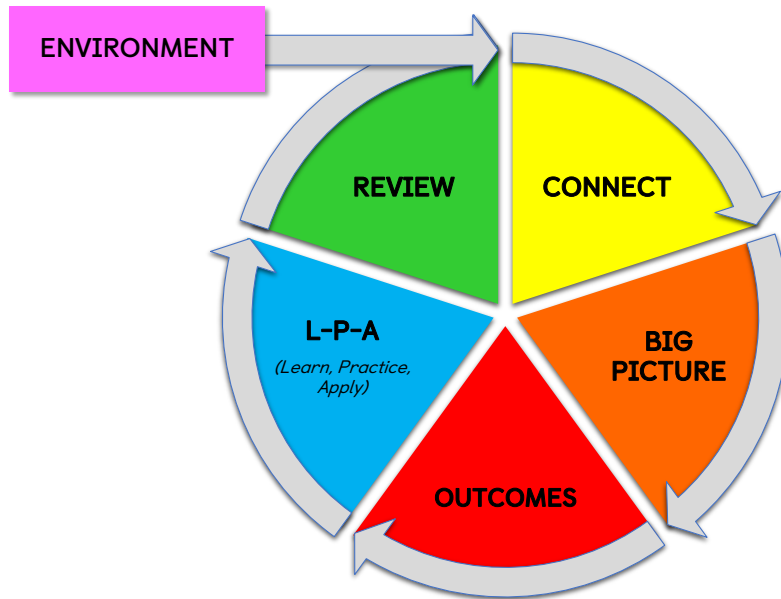 ENVIRONMENT
REVIEW
CONNECT
L-P-A
(Learn, Practice,
Apply)
BIG
PICTURE
OUTCOMES